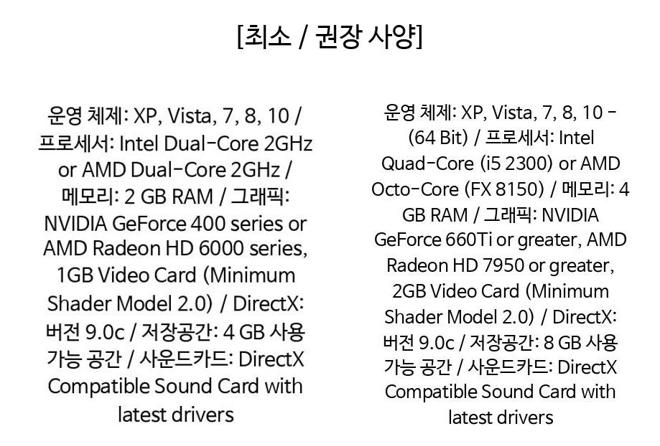 [최소 / 권장 사양]
운영 체제: XP, Vista, 7, 8, 10 /
프로세서: Intel Dual-Core 2GHz
or AMD Dual-Core 2GHz /
메모리: 2 GB RAM / 그래픽:
NVIDIA GeForce 400 series or
AMD Radeon HD 6000 series,
1GB Video Card (Minimum
Shader Model 2.0) / DirectX:
버전 9.0c / 저장공간: 4 GB 사용
가능 공간 / 사운드카드: DirectX
Compatible Sound Card with
latest drivers
운영 체제: XP, Vista, 7, 8, 10 –
(64 Bit) / 프로세서: Intel
Quad-Core (i5 2300) or AMD
Octo-Core (FX 8150) / 메모리: 4
GB RAM / 그래픽: NVIDIA
GeForce 660Ti or greater, AMD
Radeon HD 7950 or greater,
2GB Video Card (Minimum
Shader Model 2.0) / DirectX:
버전 9.0c / 저장공간: 8 GB 사용
가능 공간 / 사운드카드: DirectX
Compatible Sound Card with
latest drivers